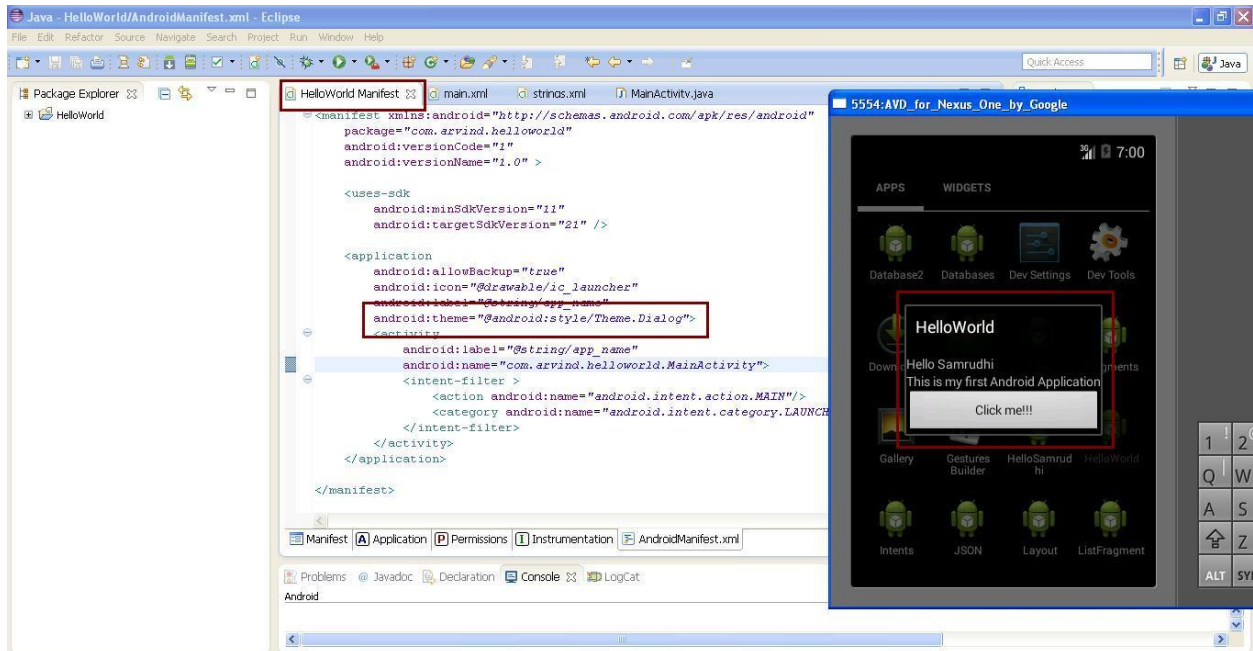 Java - HelloWorld/AndroidManifest.xml - Eclipse
File Edit Refactor Source Navigate Search Project Run Window Help
Quick Access
Java
Package Explorer
HelloWorld
HelloWorld Manifest
main.xml
strings.xml
MainActivity.java
<manifest xmlns:android="http://schemas.android.com/apk/res/android"
package="com.arvind.helloworld"
android:versionCode="1"
android:versionName="1.0" >
<uses-sdk
android:minSdkVersion="11"
android:targetSdkVersion="21" />
<application
android:allowBackup="true"
android:icon="@drawable/ic_launcher"
android:label="@string/app_name"
android:theme="@android:style/Theme.Dialog">
<activity
android:label="@string/app_name"
android:name="com.arvind.helloworld.MainActivity">
<intent-filter >
<action android:name="android.intent.action.MAIN"/>
<category android:name="android.intent.category.LAUNCH
</intent-filter>
</activity>
</application>
</manifest>
Manifest
A Application
P Permissions
I Instrumentation
AndroidManifest.xml
Problems
@ Javadoc
Declaration
Console
LogCat
Android
5554:AVD_for_Nexus_One_by_Google
3G 7:00
APPS WIDGETS
Database2 Databases Dev Settings Dev Tools
HelloWorld
Hello Samrudhi
This is my first Android Application
Click me!!!
Gallery Gestures Builder HelloSamrudhi HelloWorld
Intents JSON Layout ListFragment
1 ! 2 @
Q W
A S
Z
ALT SY